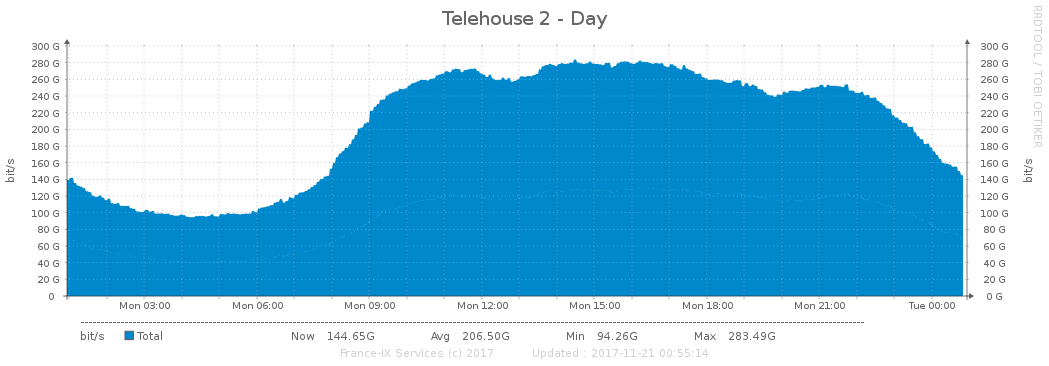 Telehouse 2 - Day
RRDTOOL / TOBI OETIKER
bit/s
300 G 300 G
280 G 280 G
260 G 260 G
240 G 240 G
220 G 220 G
200 G 200 G
180 G 180 G
160 G 160 G
140 G 140 G
120 G 120 G
100 G 100 G
80 G 80 G
60 G 60 G
40 G 40 G
20 G 20 G
0 0 G
bit/s
Mon 03:00 Mon 06:00 Mon 09:00 Mon 12:00 Mon 15:00 Mon 18:00 Mon 21:00 Tue 00:00
bit/s Total Now 144.65G Avg 206.50G Min 94.26G Max 283.49G
France-IX Services (c) 2017 Updated : 2017-11-21 00:55:14